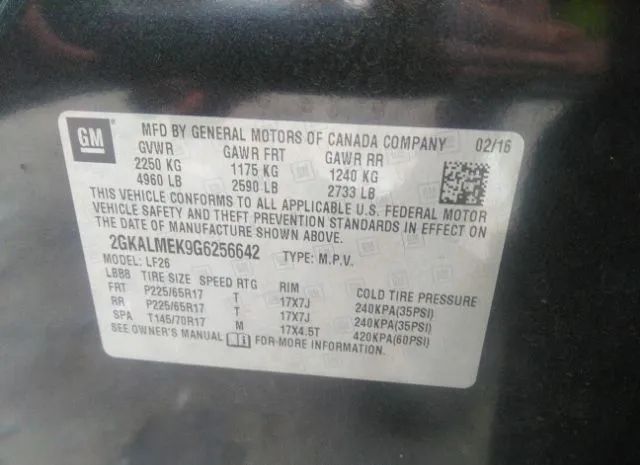 GM
MFD BY GENERAL MOTORS OF CANADA COMPANY 02/16
GVWR GAWR FRT GAWR RR
2250 KG 1175 KG 1240 KG
4960 LB 2590 LB 2733 LB
THIS VEHICLE CONFORMS TO ALL APPLICABLE U.S. FEDERAL MOTOR
VEHICLE SAFETY AND THEFT PREVENTION STANDARDS IN EFFECT ON
THE DATE OF MANUFACTURE SHOWN ABOVE.
2GKALMEK9G6256642 TYPE: M.P.V.
MODEL: LF26
LBBB TIRE SIZE SPEED RTG RIM COLD TIRE PRESSURE
FRT P225/65R17 T 17X7J 240KPA(35PSI)
RR P225/65R17 T 17X7J 240KPA(35PSI)
SPA T145/70R17 M 17X4.5T 420KPA(60PSI)
SEE OWNER'S MANUAL FOR MORE INFORMATION.